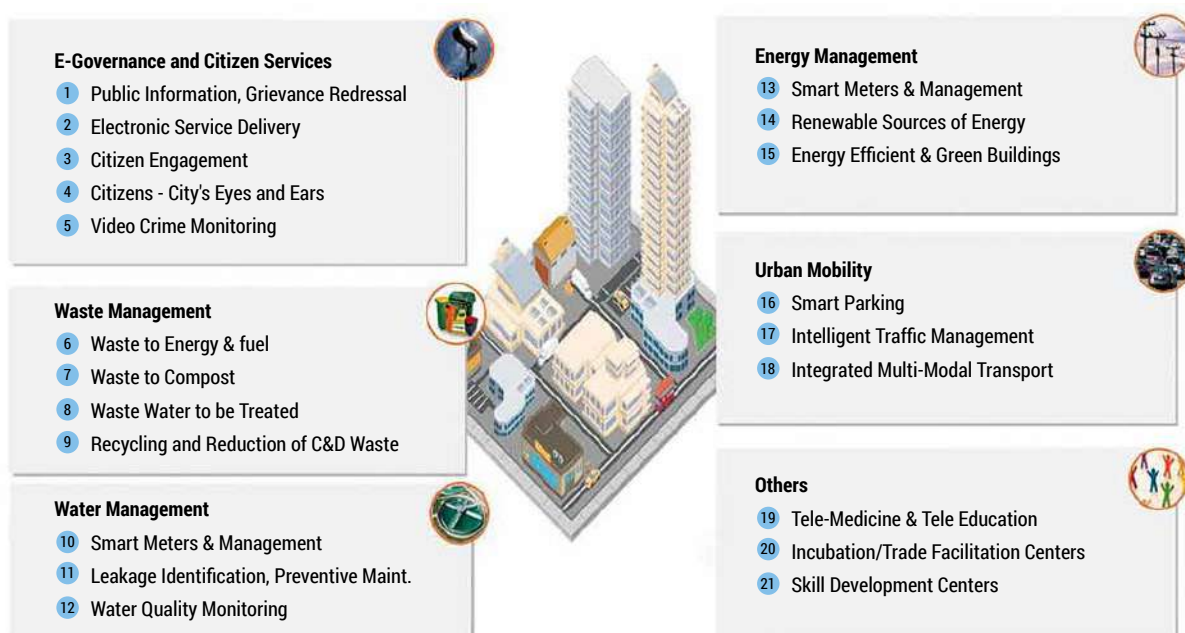 E-Governance and Citizen Services
1 Public Information, Grievance Redressal
2 Electronic Service Delivery
3 Citizen Engagement
4 Citizens - City's Eyes and Ears
5 Video Crime Monitoring
Waste Management
6 Waste to Energy & fuel
7 Waste to Compost
8 Waste Water to be Treated
9 Recycling and Reduction of C&D Waste
Water Management
10 Smart Meters & Management
11 Leakage Identification, Preventive Maint.
12 Water Quality Monitoring
Energy Management
13 Smart Meters & Management
14 Renewable Sources of Energy
15 Energy Efficient & Green Buildings
Urban Mobility
16 Smart Parking
17 Intelligent Traffic Management
18 Integrated Multi-Modal Transport
Others
19 Tele-Medicine & Tele Education
20 Incubation/Trade Facilitation Centers
21 Skill Development Centers